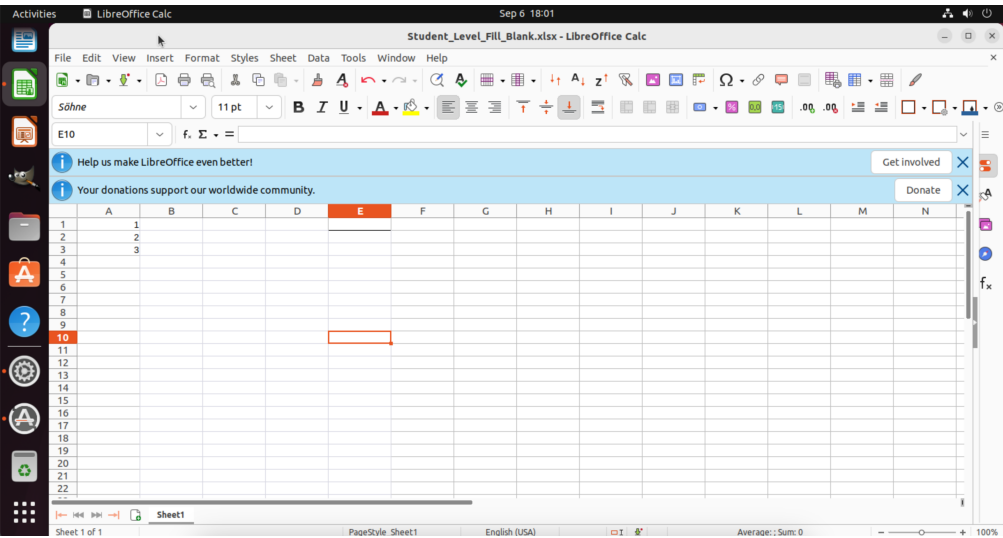 Activities LibreOffice Calc Sep 6 18:01
Student_Level_Fill_Blank.xlsx - LibreOffice Calc
File Edit View Insert Format Styles Sheet Data Tools Window Help
Söhne 11 pt B I U A
E10
Help us make LibreOffice even better! Get involved
Your donations support our worldwide community. Donate
A B C D E F G H I J K L M N
1 1
2 2
3 3
4
5
6
7
8
9
10
11
12
13
14
15
16
17
18
19
20
21
22
Sheet1
Sheet 1 of 1 PageStyle_Sheet1 English (USA) Average: ; Sum: 0 100%